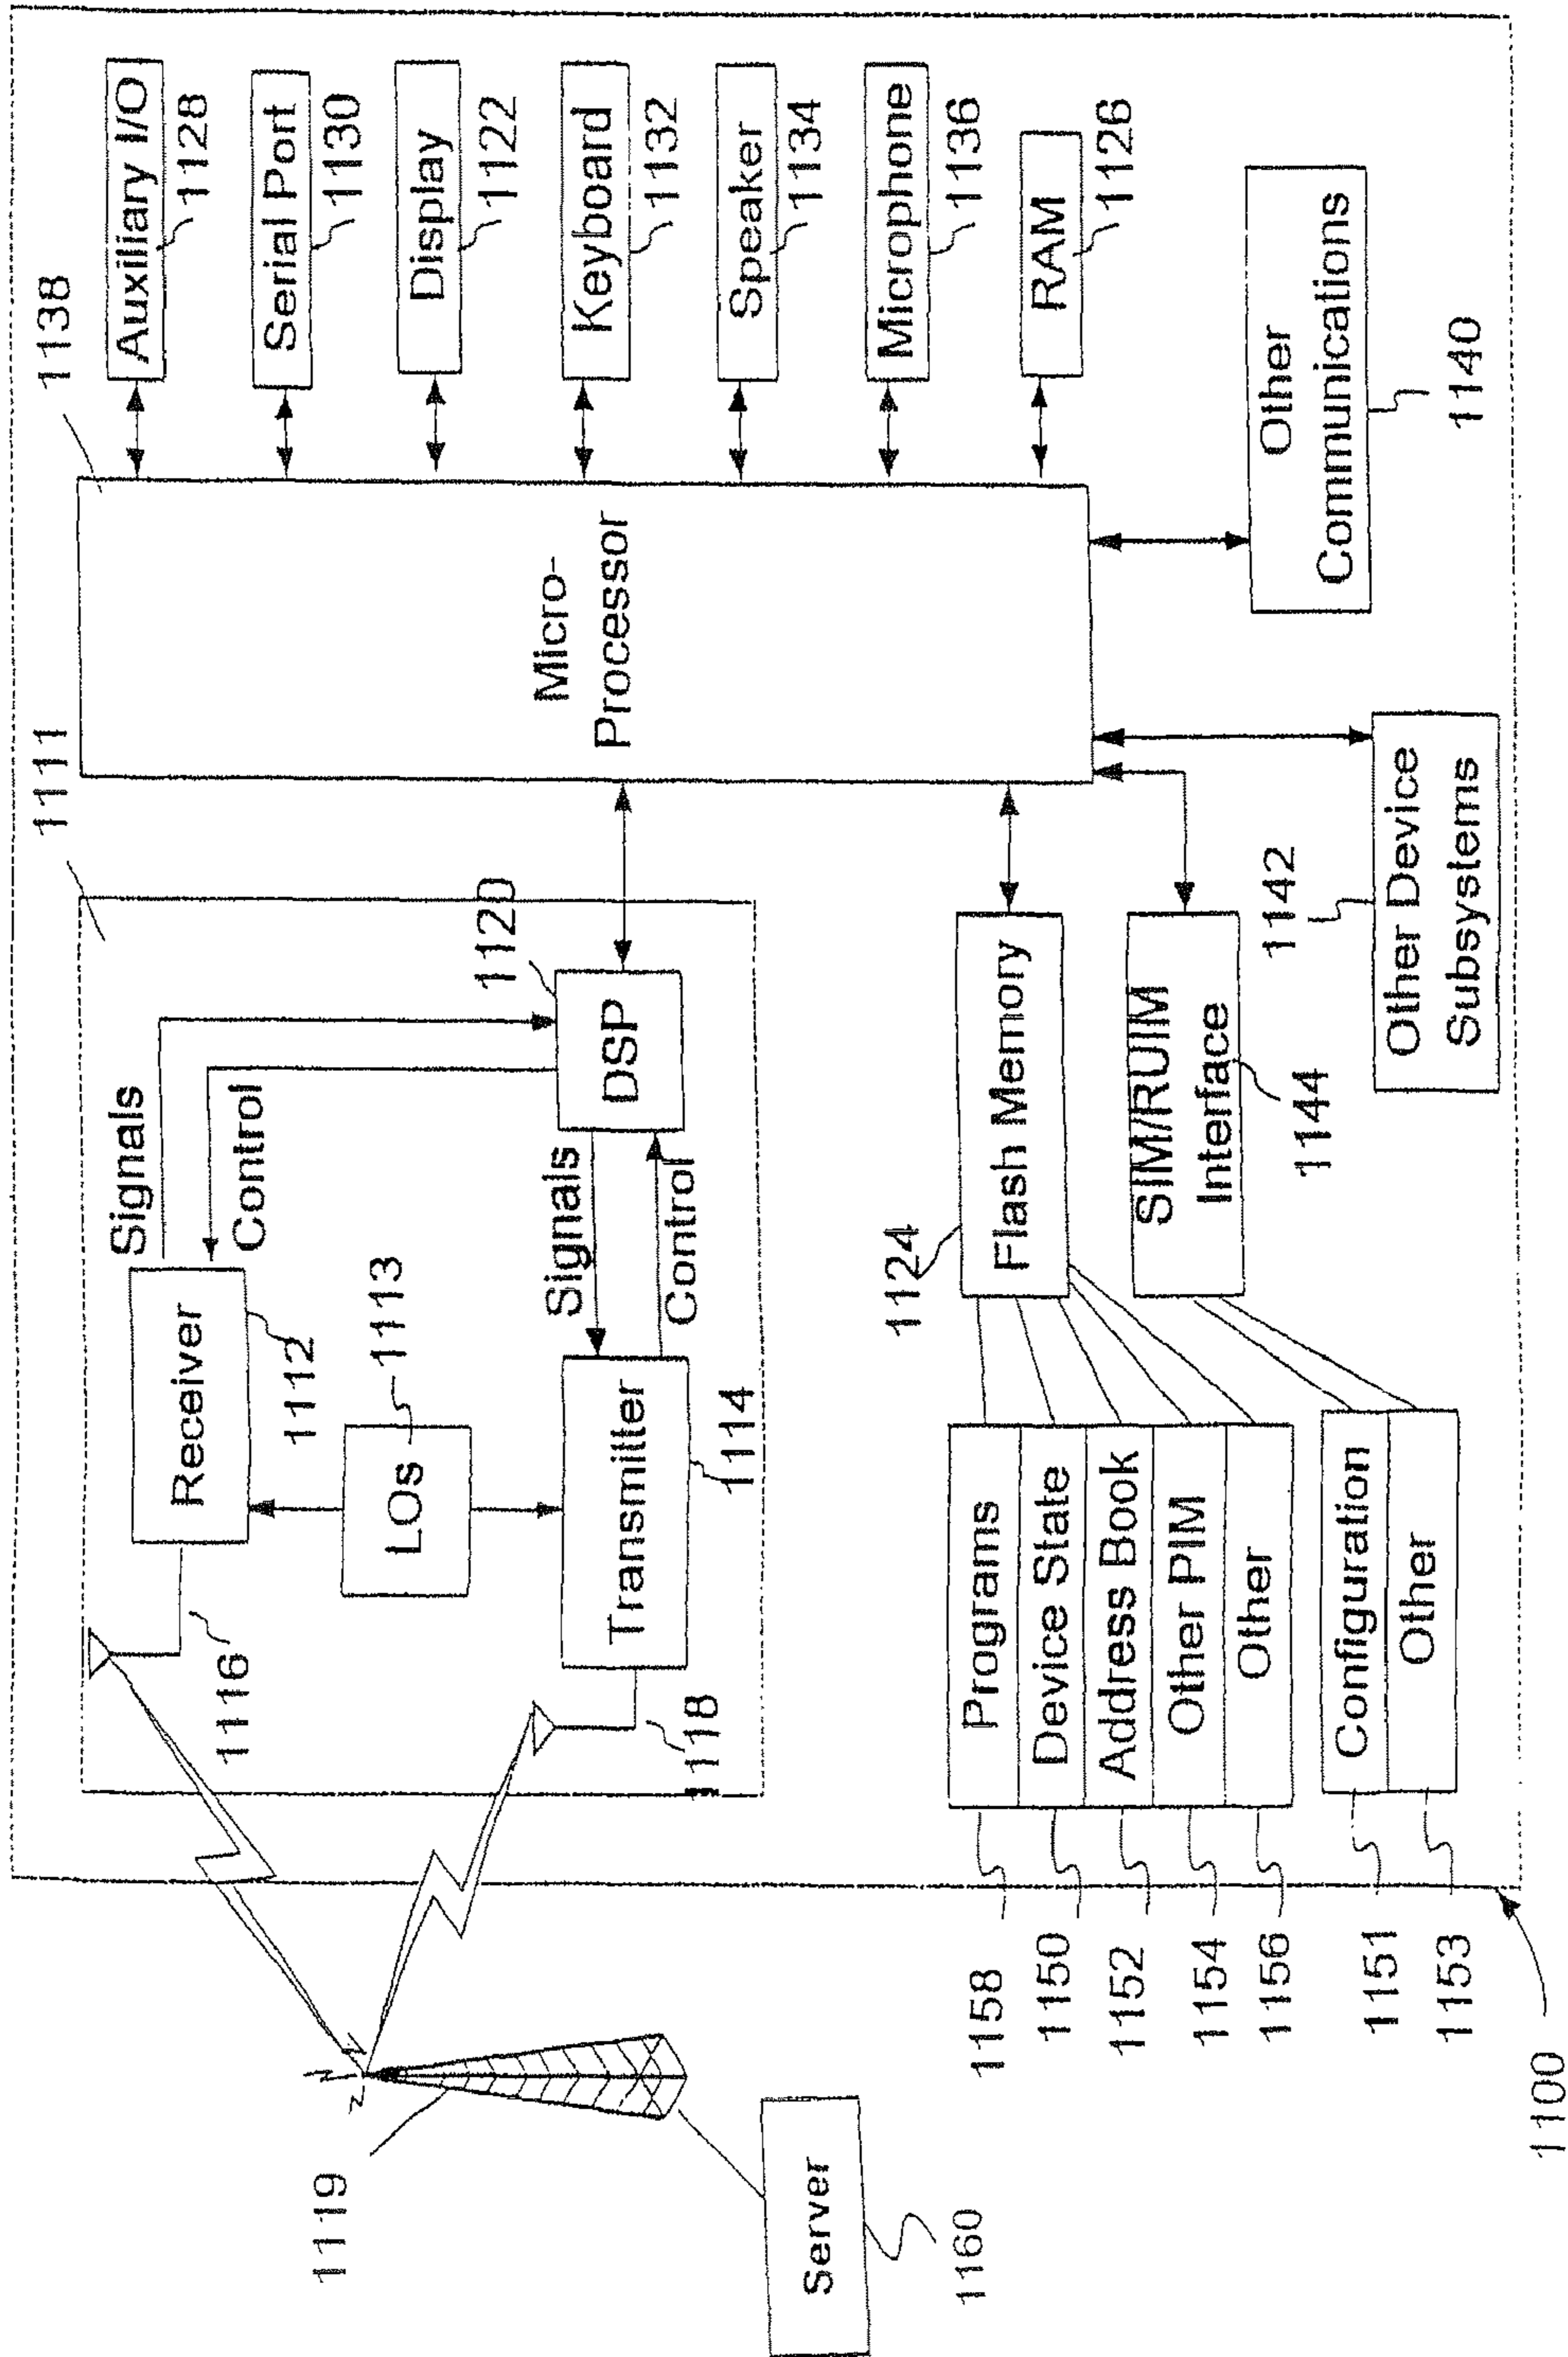 1111
1138
Signals
Control
Receiver
1112
1116
LOs
1113
Signals
Control
Transmitter
1114
1118
DSP
1120
Micro-
Processor
Auxiliary I/O
1128
Serial Port
1130
Display
1122
Keyboard
1132
Speaker
1134
Microphone
1136
RAM
1126
Other
Communications
1140
Other Device
Subsystems
1142
1124
Flash Memory
SIM/RUIM
Interface
1144
Programs
Device State
Address Book
Other PIM
Other
Configuration
Other
1158
1150
1152
1154
1156
1151
1153
1119
Server
1160
1100